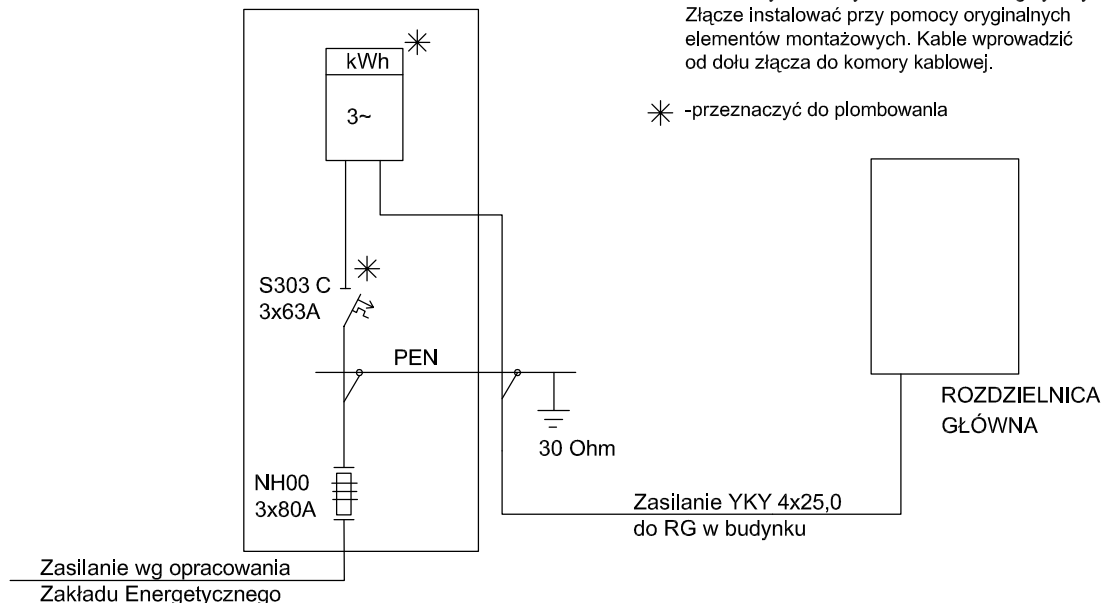 Złącze instalować przy pomocy oryginalnych
elementów montażowych. Kable wprowadzić
od dołu złącza do komory kablowej.
-przeznaczyć do plombowania
kWh
3~
S303 C
3x63A
PEN
30 Ohm
NH00
3x80A
ROZDZIELNICA
GŁÓWNA
Zasilanie YKY 4x25,0
do RG w budynku
Zasilanie wg opracowania
Zakładu Energetycznego